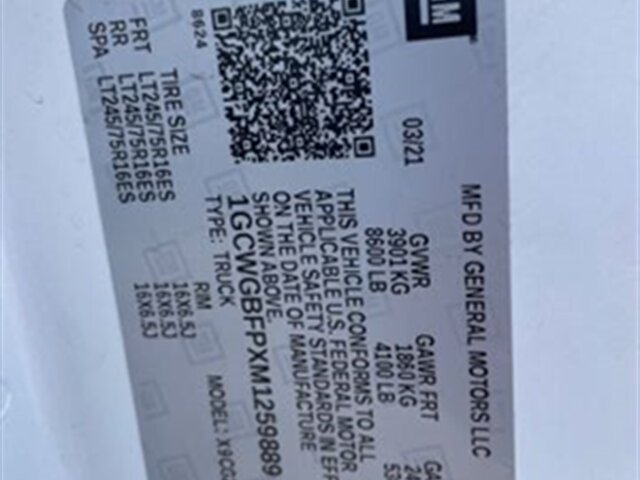 GM
MFD BY GENERAL MOTORS LLC
03/21
GVWR GAWR FRT
3901 KG 1860 KG
8600 LB 4100 LB
THIS VEHICLE CONFORMS TO ALL
APPLICABLE U.S. FEDERAL MOTOR
VEHICLE SAFETY STANDARDS IN EFF
ON THE DATE OF MANUFACTURE
SHOWN ABOVE.
1GCWGBFPXM1259889
TYPE: TRUCK MODEL: X9CG2
8624
TIRE SIZE RIM
FRT LT245/75R16ES 16X6.5J
RR LT245/75R16ES 16X6.5J
SPA LT245/75R16ES 16X6.5J